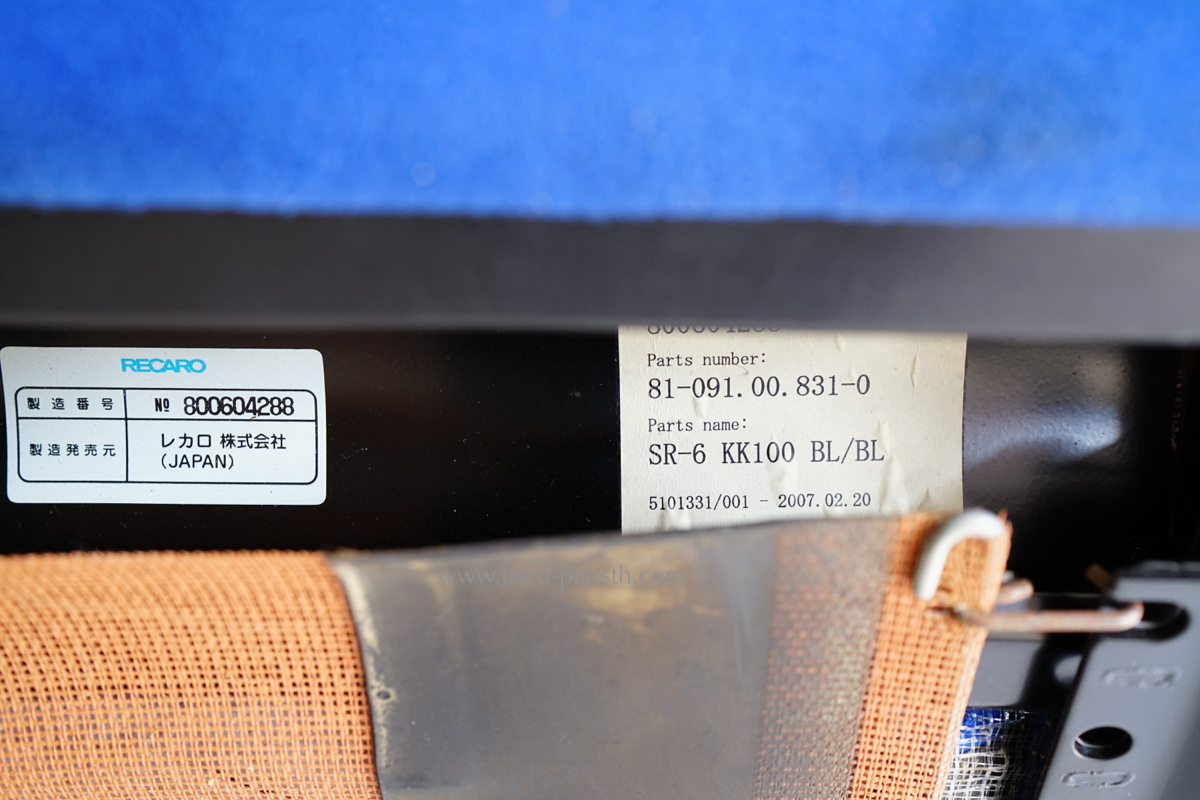 RECARO
製造番号 Nº 800604288
製造発売元 レカロ 株式会社
(JAPAN)
800604288
Parts number:
81-091.00.831-0
Parts name:
SR-6 KK100 BL/BL
5101331/001 - 2007.02.20